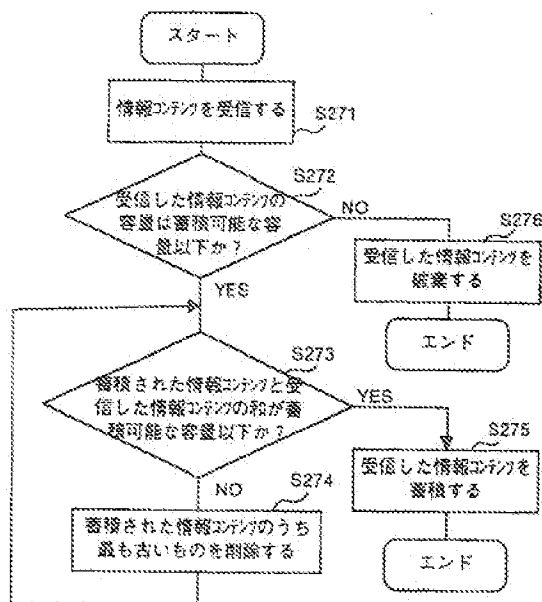 スタート
情報コンテンツを受信する
S271
S272
受信した情報コンテンツの
容量は蓄積可能な容
量以下か?
NO
S276
受信した情報コンテンツを
破棄する
エンド
YES
S273
蓄積された情報コンテンツと受
信した情報コンテンツの和が蓄
積可能な容量以下か?
YES
S275
受信した情報コンテンツを
蓄積する
エンド
NO
S274
蓄積された情報コンテンツのうち
最も古いものを削除する